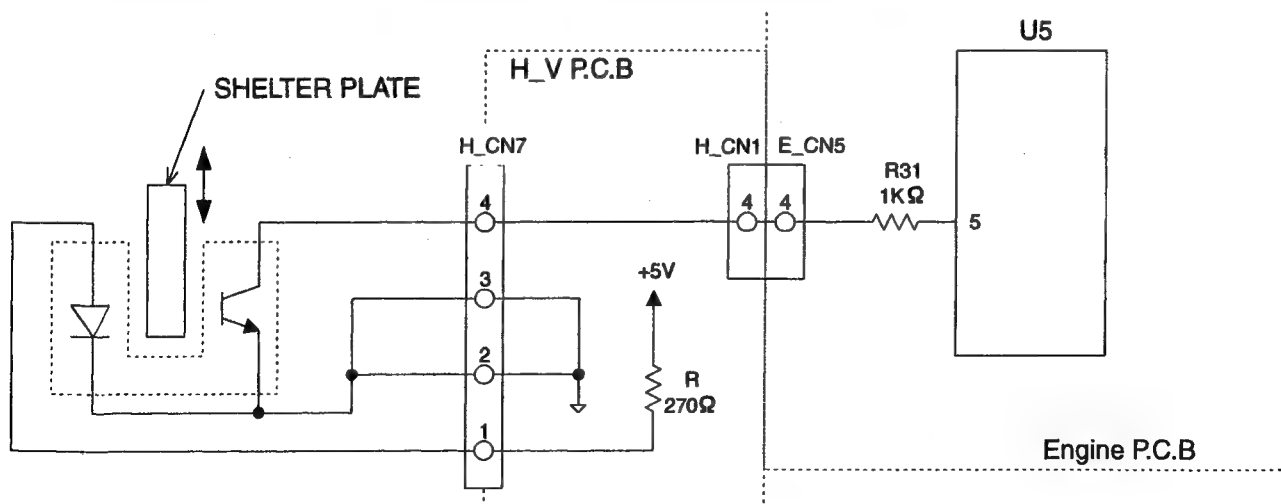 U5
H_V P.C.B
SHELTER PLATE
H_CN7
H_CN1
E_CN5
R31
1KΩ
4
4
4
5
3
+5V
2
R
270Ω
1
Engine P.C.B